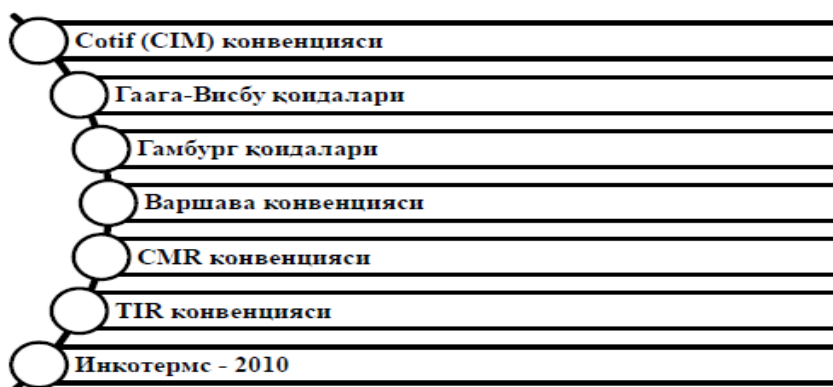 Cotif (CIM) конвенцияси
Гаага-Висбу қоидалари
Гамбург қоидалари
Варшава конвенцияси
CMR конвенцияси
TIR конвенцияси
Инкотермс - 2010